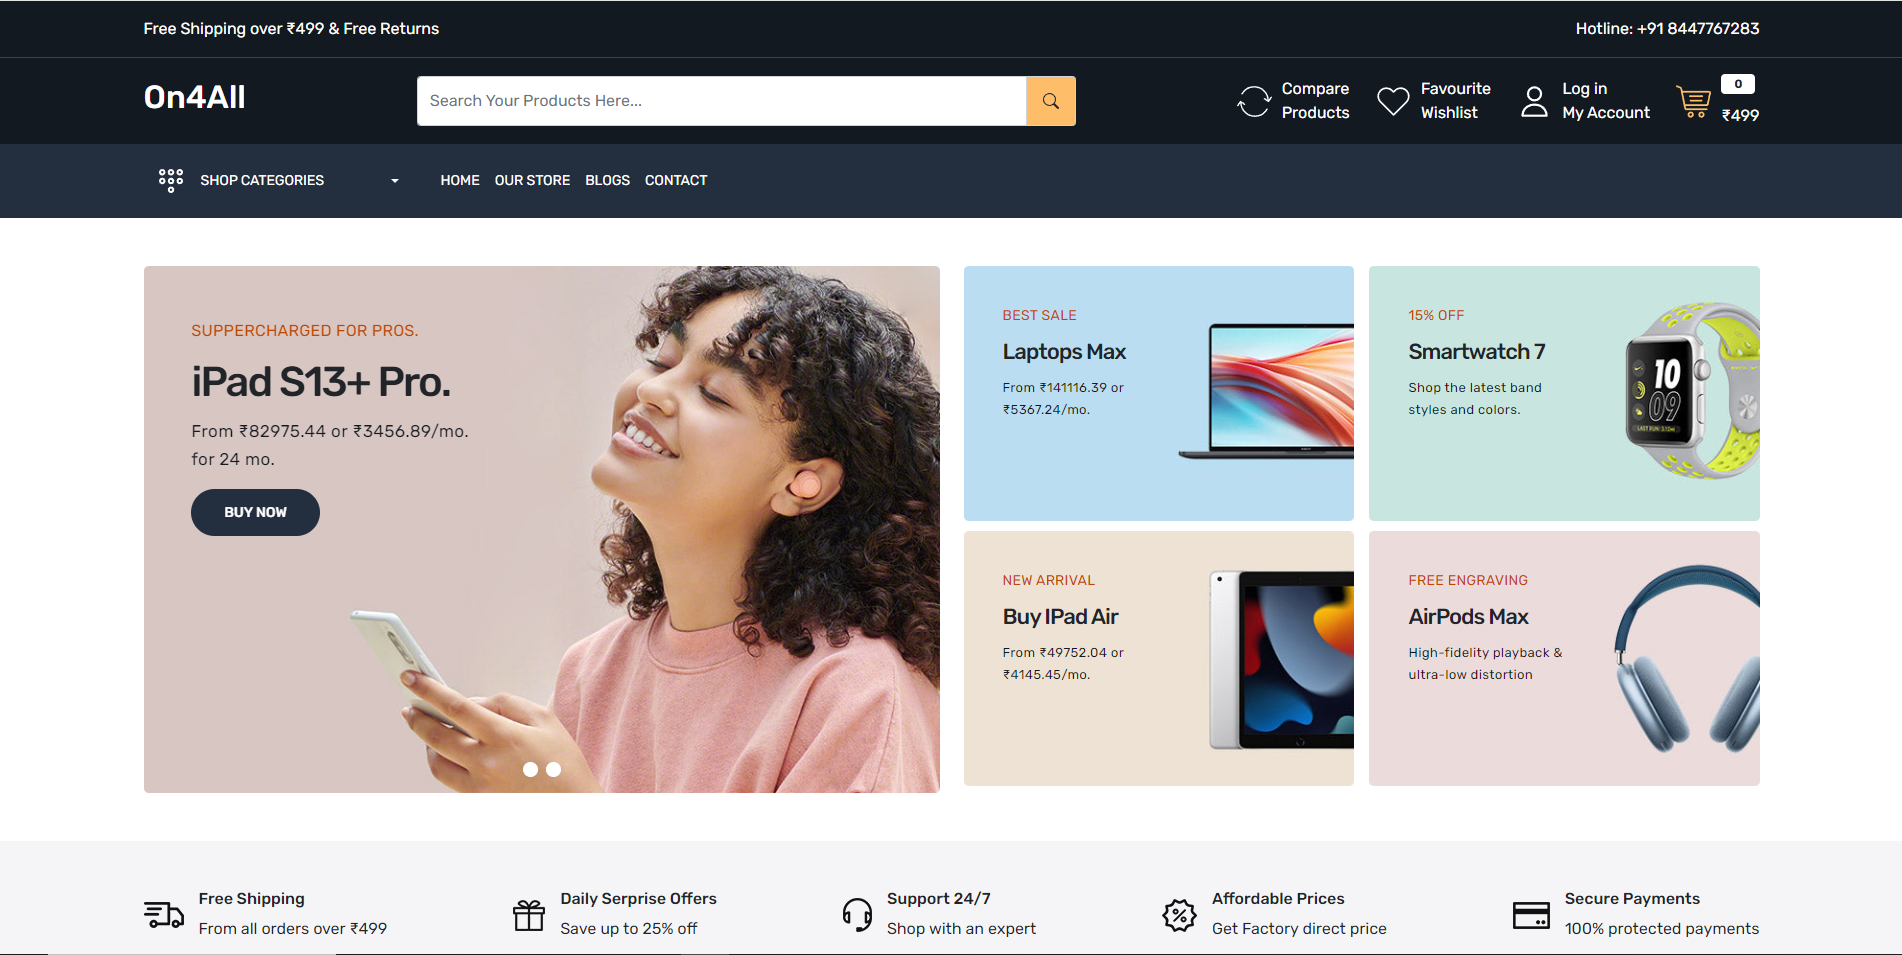 Free Shipping over ₹499 & Free Returns
Hotline: +91 8447767283
On4All
Search Your Products Here...
Compare
Products
Favourite
Wishlist
Log in
My Account
0
₹499
SHOP CATEGORIES
HOME OUR STORE BLOGS CONTACT
SUPPERCHARGED FOR PROS.
iPad S13+ Pro.
From ₹82975.44 or ₹3456.89/mo.
for 24 mo.
BUY NOW
BEST SALE
Laptops Max
From ₹141116.39 or
₹5367.24/mo.
15% OFF
Smartwatch 7
Shop the latest band
styles and colors.
10
09
LAST RUN: 3.12mi
NEW ARRIVAL
Buy IPad Air
From ₹49752.04 or
₹4145.45/mo.
FREE ENGRAVING
AirPods Max
High-fidelity playback &
ultra-low distortion
Free Shipping
From all orders over ₹499
Daily Serprise Offers
Save up to 25% off
Support 24/7
Shop with an expert
Affordable Prices
Get Factory direct price
Secure Payments
100% protected payments